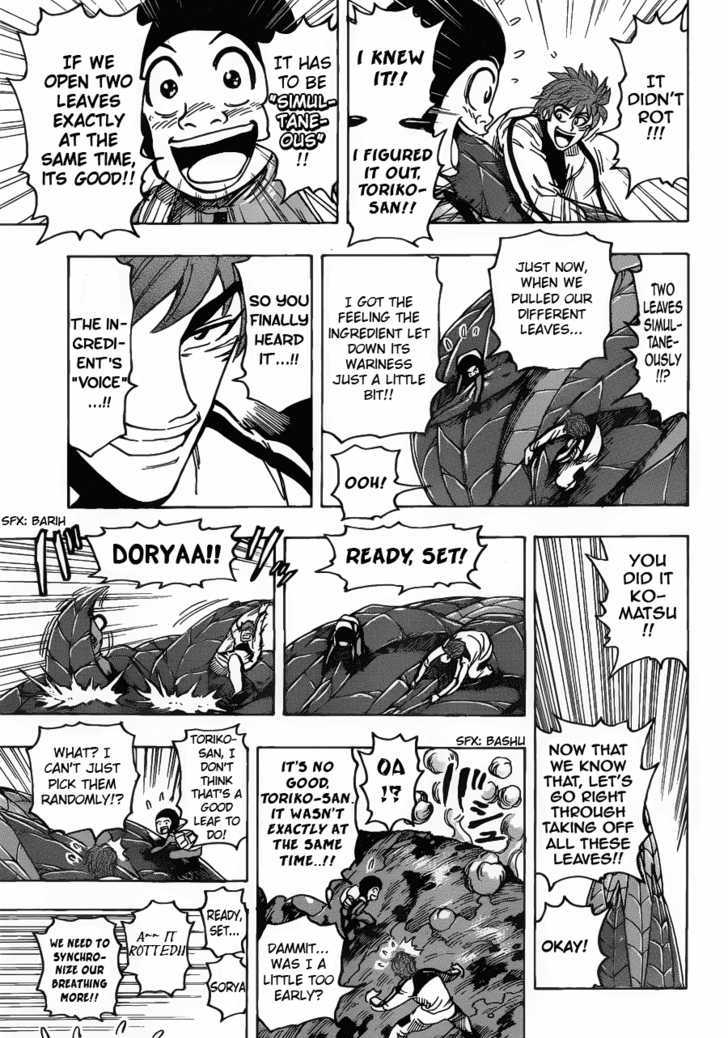 IT
DIDN'T
ROT
!!!
I KNEW
IT!!
I FIGURED
IT OUT,
TORIKO-
SAN!!
IT HAS
TO BE
"SIMUL-
TANE-
OUS"
!!
IF WE
OPEN TWO
LEAVES
EXACTLY
AT THE
SAME TIME,
ITS GOOD!!
TWO
LEAVES
SIMUL-
TANE-
OUSLY
!!?
JUST NOW,
WHEN WE
PULLED OUR
DIFFERENT
LEAVES...
I GOT THE
FEELING THE
INGREDIENT LET
DOWN ITS
WARINESS
JUST A LITTLE
BIT!!
OOH!
SO YOU
FINALLY
HEARD
IT...!!
THE IN-
GREDI-
ENT'S
"VOICE"
...!!
YOU
DID IT
KO-
MATSU
!!
NOW THAT
WE KNOW
THAT, LET'S
GO RIGHT
THROUGH
TAKING OFF
ALL THESE
LEAVES!!
OKAY!
READY, SET!
SFX: BARIH
DORYAA!!
SFX: BASHU
OA
!?
IT'S NO
GOOD,
TORIKO-SAN.
IT WASN'T
EXACTLY AT
THE SAME
TIME..!!
DAMMIT...
WAS I A
LITTLE TOO
EARLY?
TORIKO-
SAN, I
DON'T
THINK
THAT'S A
GOOD
LEAF TO
DO!
WHAT? I
CAN'T JUST
PICK THEM
RANDOMLY!?
READY,
SET...
SORYA
A~~ IT
ROTTED!!
WE NEED TO
SYNCHRO-
NIZE OUR
BREATHING
MORE!!